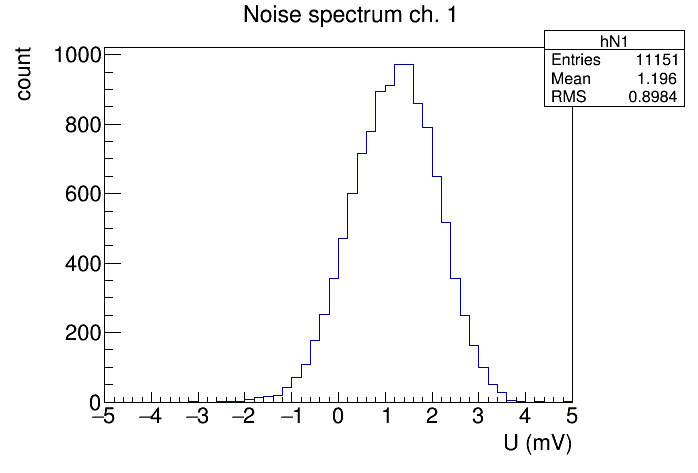 Noise spectrum ch. 1
hN1
Entries 11151
Mean 1.196
RMS 0.8984
count
1000
800
600
400
200
0
−5 −4 −3 −2 −1 0 1 2 3 4 5
U (mV)